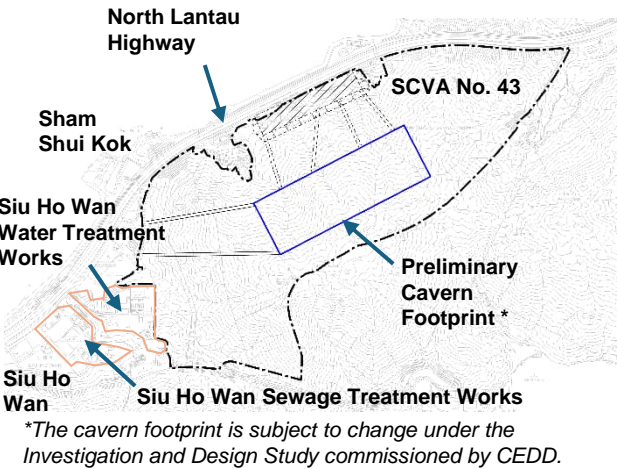 North Lantau
Highway
SCVA No. 43
Sham
Shui Kok
Siu Ho Wan
Water Treatment
Works
Preliminary
Cavern
Footprint *
Siu Ho
Wan
Siu Ho Wan Sewage Treatment Works
*The cavern footprint is subject to change under the
Investigation and Design Study commissioned by CEDD.